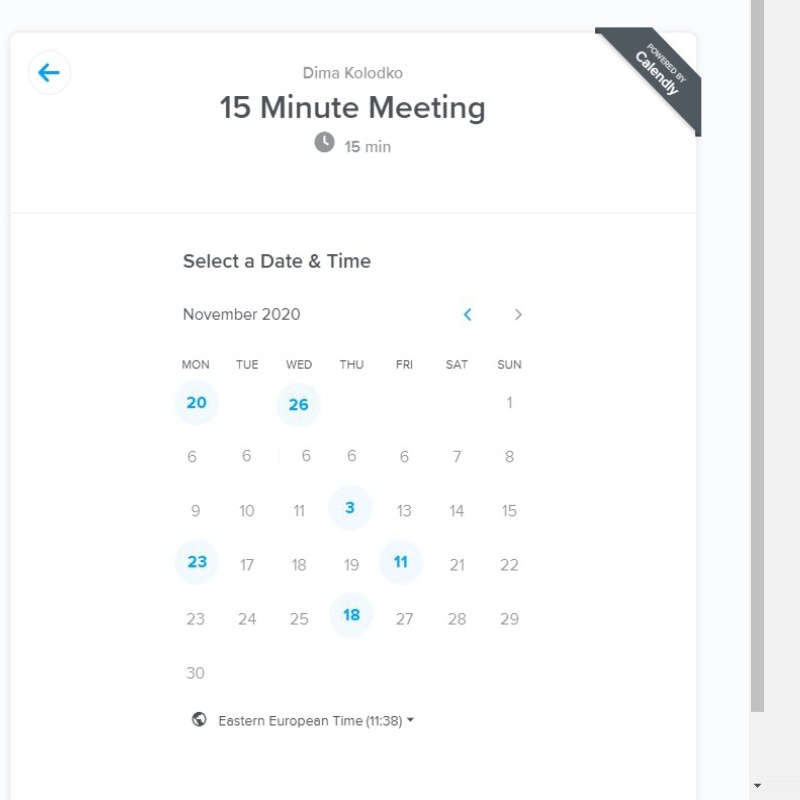 Dima Kolodko
POWERED BY
Calendly
15 Minute Meeting
15 min
Select a Date & Time
November 2020
MON TUE WED THU FRI SAT SUN
20 26 1
6 6 6 6 6 7 8
9 10 11 3 13 14 15
23 17 18 19 11 21 22
23 24 25 18 27 28 29
30
Eastern European Time (11:38)